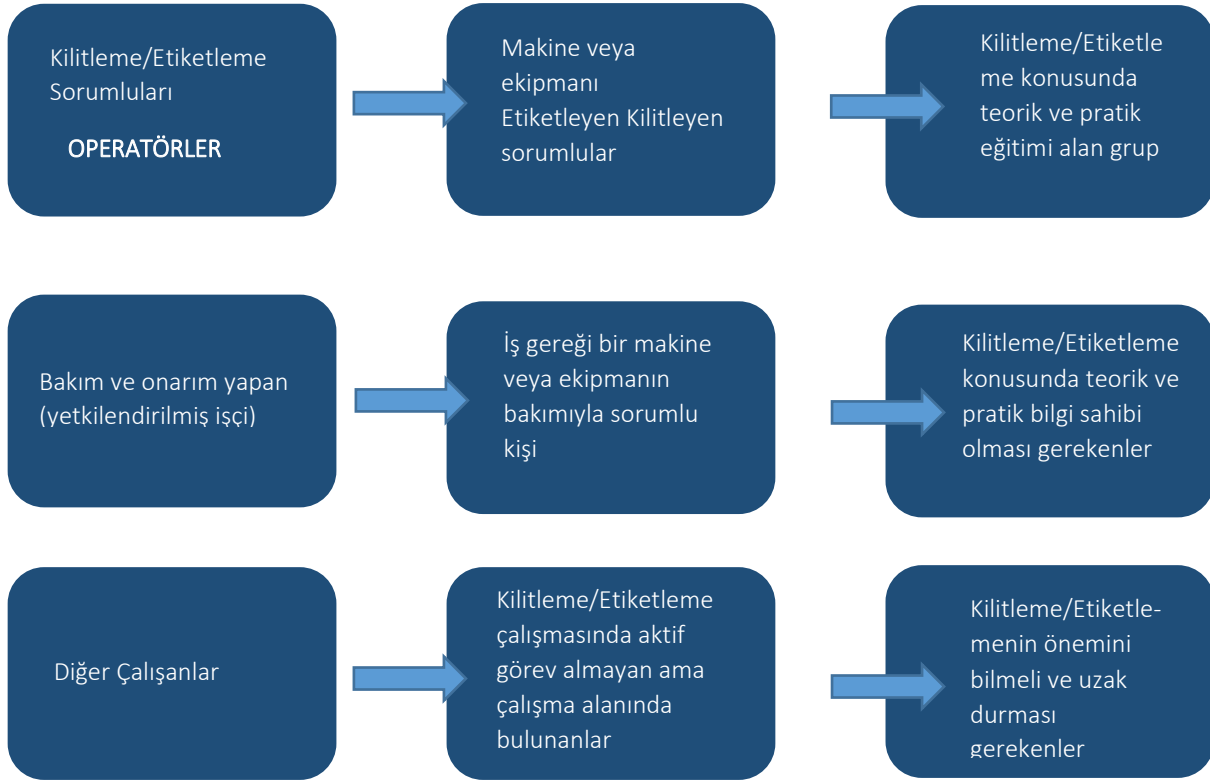 Kilitleme/Etiketleme
Sorumluları
OPERATÖRLER
Makine veya
ekipmanı
Etiketleyen Kilitleyen
sorumlular
Kilitleme/Etiketle
me konusunda
teorik ve pratik
eğitimi alan grup
Bakım ve onarım yapan
(yetkilendirilmiş işçi)
İş gereği bir makine
veya ekipmanın
bakımıyla sorumlu
kişi
Kilitleme/Etiketleme
konusunda teorik ve
pratik bilgi sahibi
olması gerekenler
Diğer Çalışanlar
Kilitleme/Etiketleme
çalışmasında aktif
görev almayan ama
çalışma alanında
bulunanlar
Kilitleme/Etiketle-
menin önemini
bilmeli ve uzak
durması
gerekenler